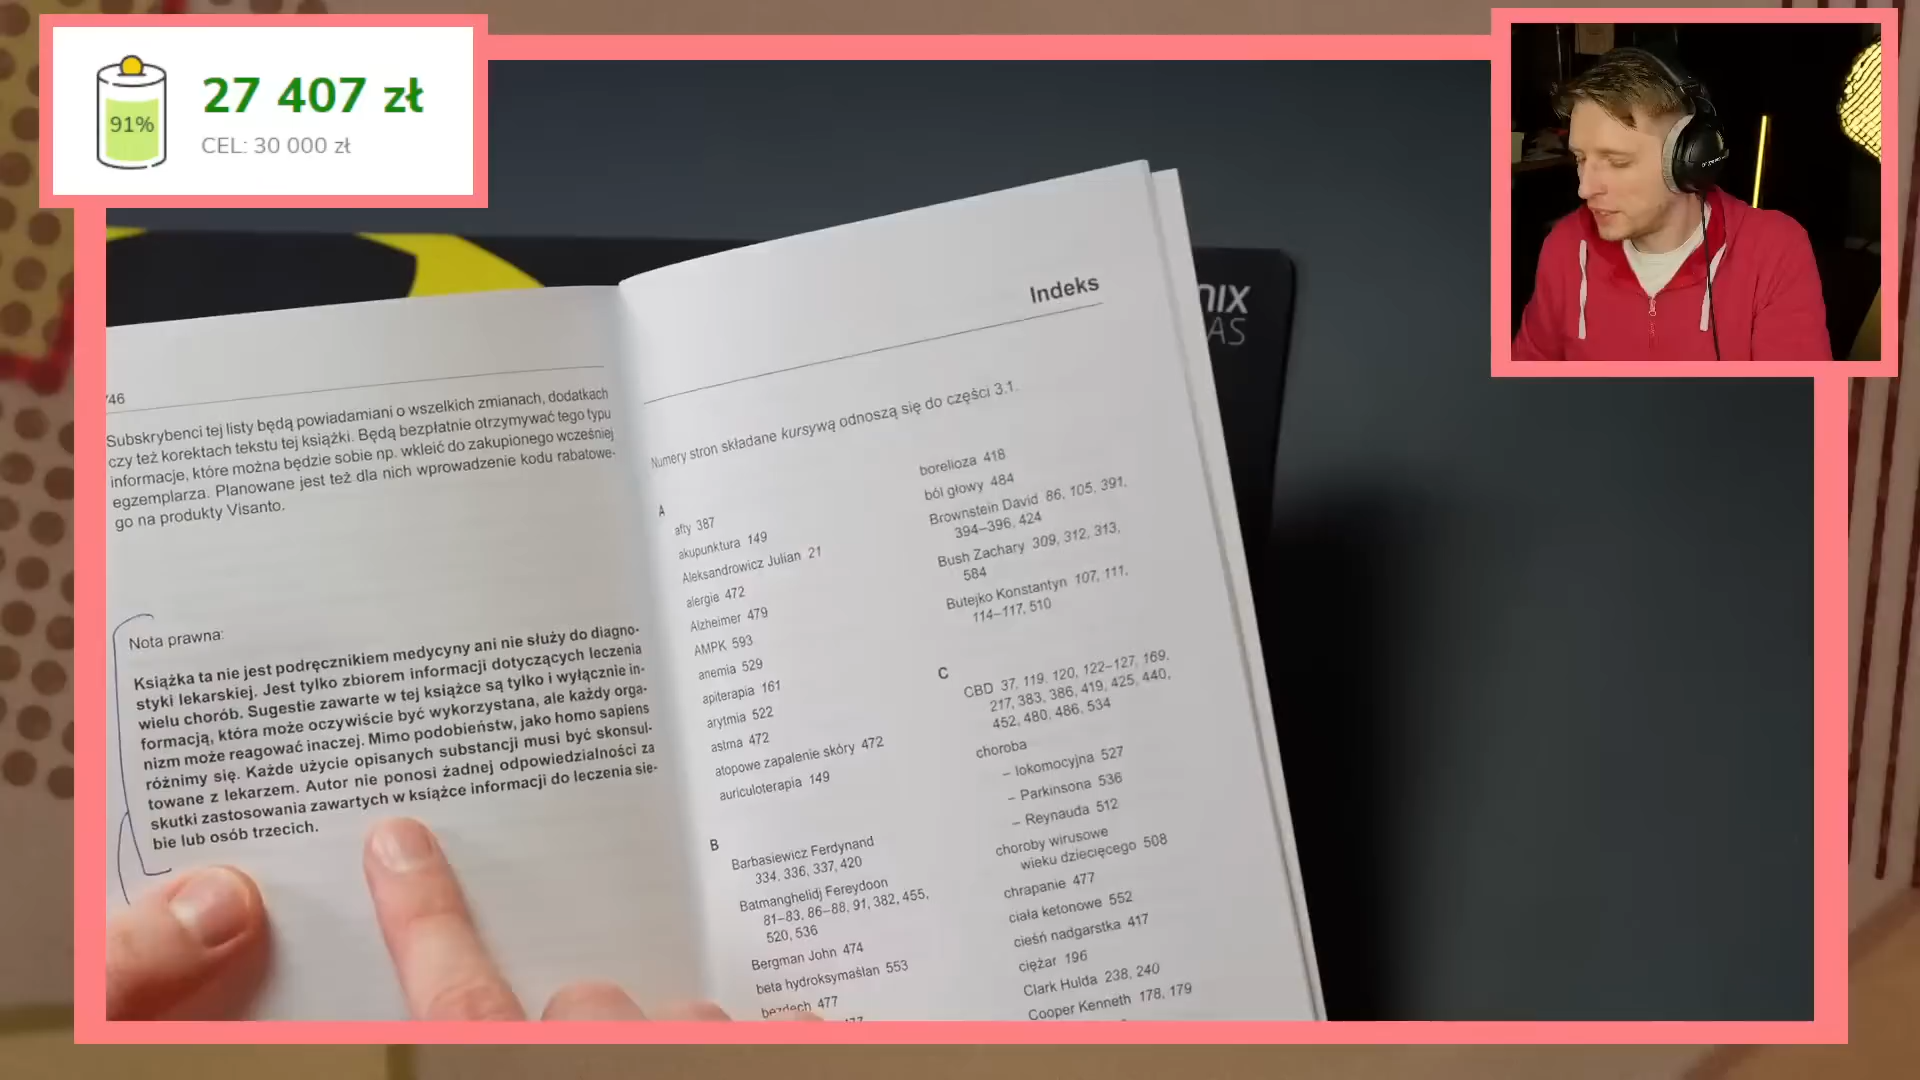 91%
27 407 zł
CEL: 30 000 zł
NIX
AS
46
Subskrybenci tej listy będą powiadamiani o wszelkich zmianach, dodatkach
czy też korektach tekstu tej książki. Będą bezpłatnie otrzymywać tego typu
informacje, które można będzie sobie np. wkleić do zakupionego wcześniej
egzemplarza. Planowane jest też dla nich wprowadzenie kodu rabatowe-
go na produkty Visanto.
Nota prawna:
Książka ta nie jest podręcznikiem medycyny ani nie służy do diagno-
styki lekarskiej. Jest tylko zbiorem informacji dotyczących leczenia
wielu chorób. Sugestie zawarte w tej książce są tylko i wyłącznie in-
formacją, która może oczywiście być wykorzystana, ale każdy orga-
nizm może reagować inaczej. Mimo podobieństw, jako homo sapiens
różnimy się. Każde użycie opisanych substancji musi być skonsul-
towane z lekarzem. Autor nie ponosi żadnej odpowiedzialności za
skutki zastosowania zawartych w książce informacji do leczenia sie-
bie lub osób trzecich.
Indeks
Numery stron składane kursywą odnoszą się do części 3.1.
A
afty 387
akupunktura 149
Aleksandrowicz Julian 21
alergie 472
Alzheimer 479
AMPK 593
anemia 529
apiterapia 161
arytmia 522
astma 472
atopowe zapalenie skóry 472
auriculoterapia 149
B
Barbasiewicz Ferdynand
334, 336, 337, 420
Batmanghelidj Fereydoon
81–83, 86–88, 91, 382, 455,
520, 536
Bergman John 474
beta hydroksymaślan 553
bezdech 477
borelioza 418
ból głowy 484
Brownstein David 86, 105, 391,
394–396, 424
Bush Zachary 309, 312, 313,
584
Butejko Konstantyn 107, 111,
114–117, 510
C
CBD 37, 119, 120, 122–127, 169,
217, 383, 386, 419, 425, 440,
452, 480, 486, 534
choroba
– lokomocyjna 527
– Parkinsona 536
– Reynauda 512
choroby wirusowe
wieku dziecięcego 508
chrapanie 477
ciała ketonowe 552
cieśń nadgarstka 417
ciężar 196
Clark Hulda 238, 240
Cooper Kenneth 178, 179